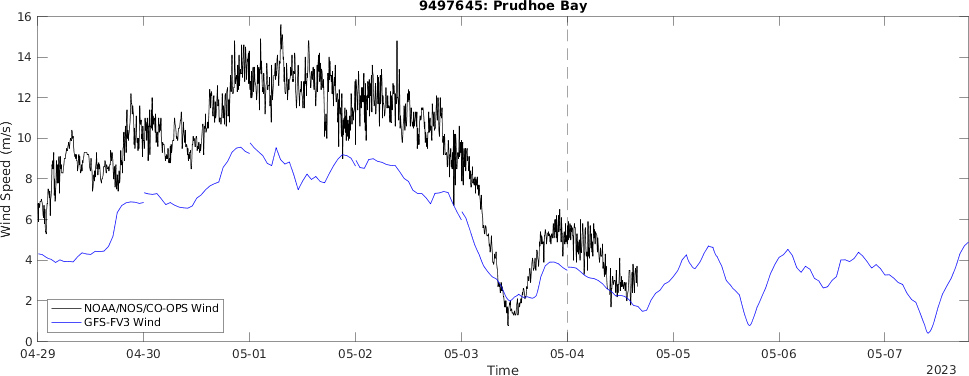 9497645: Prudhoe Bay
Wind Speed (m/s)
16
14
12
10
8
6
4
2
0
NOAA/NOS/CO-OPS Wind
GFS-FV3 Wind
04-29 04-30 05-01 05-02 05-03 05-04 05-05 05-06 05-07
Time
2023